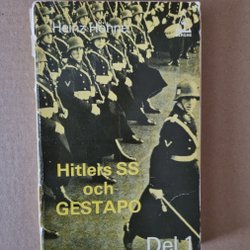 Heinz Höhne
Hitlers SS
och
GESTAPO
Del 1